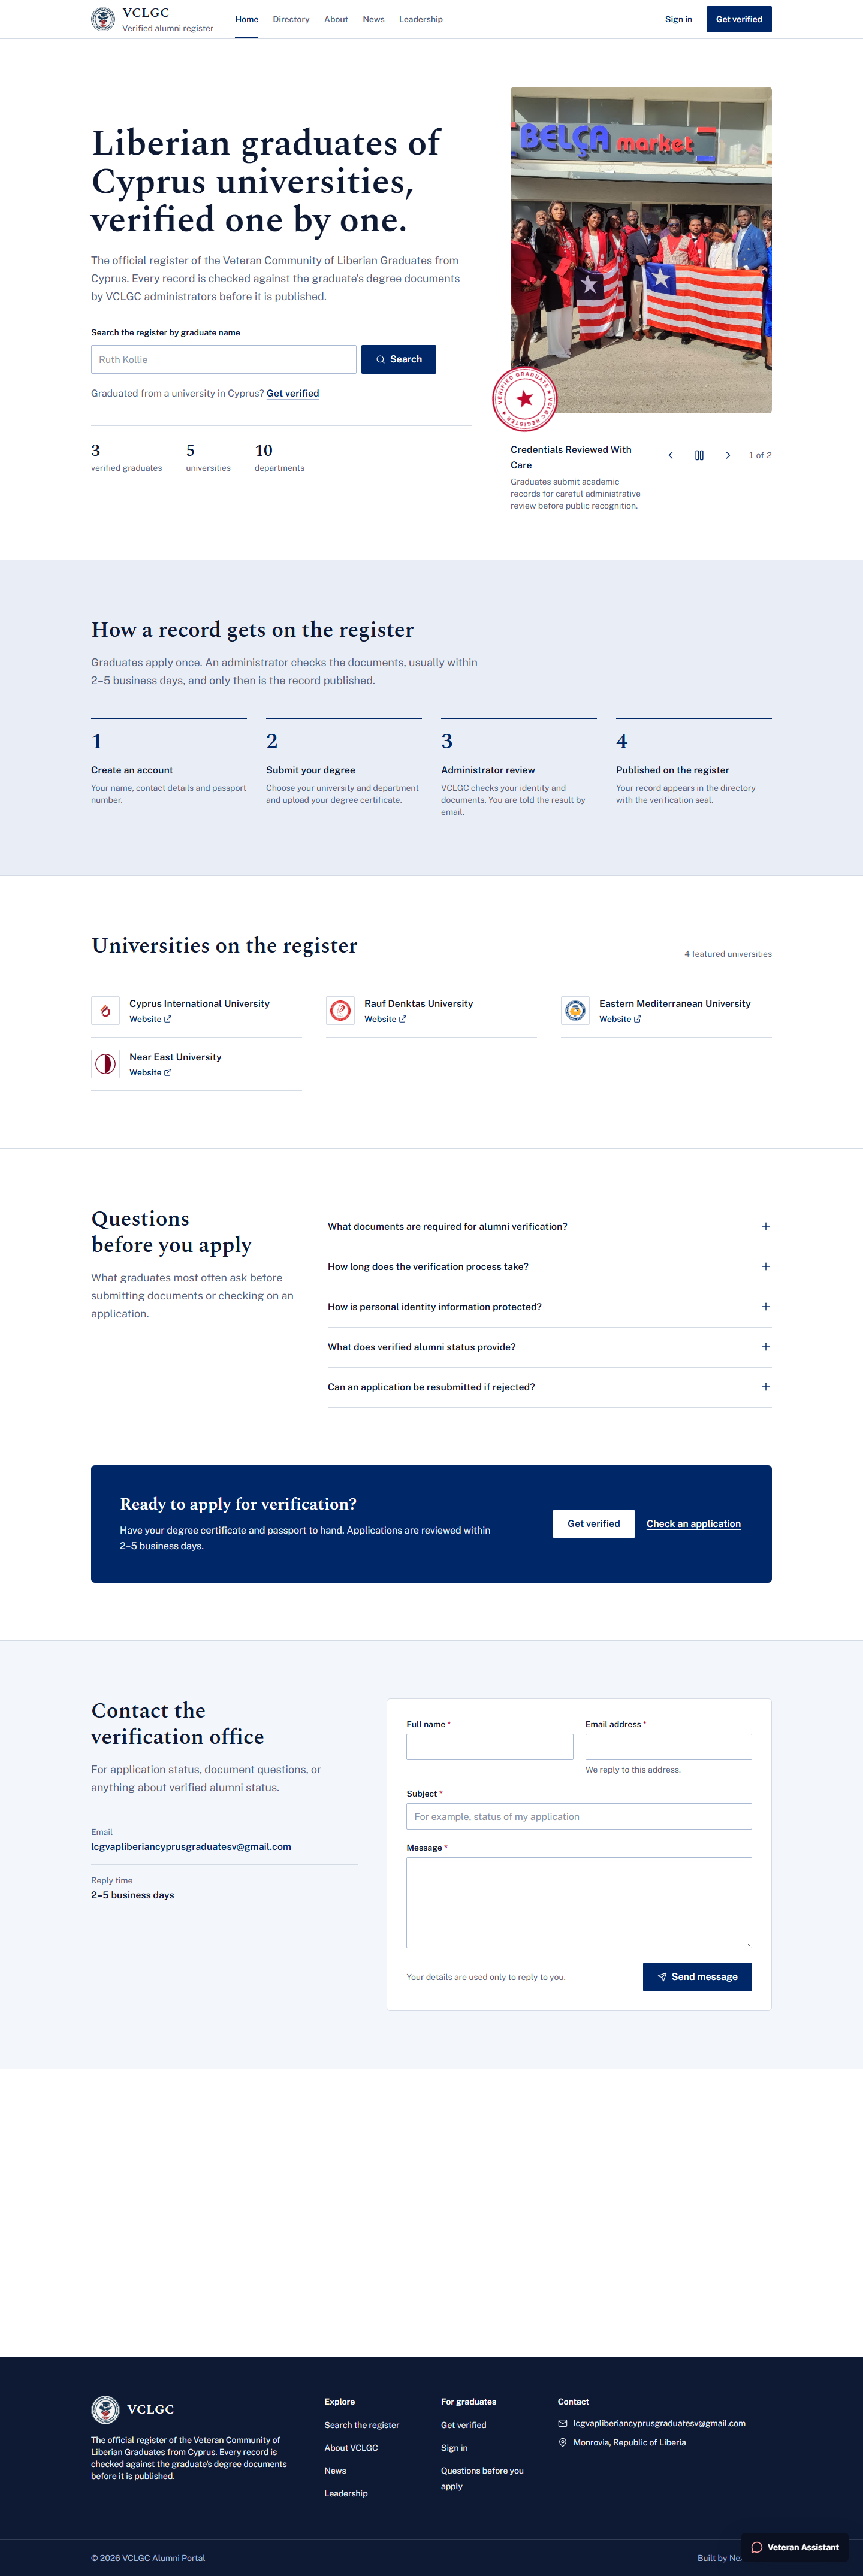 VCLGC
Verified alumni register
Home
Directory
About
News
Leadership
Sign in
Get verified
Liberian graduates of
Cyprus universities,
verified one by one.
The official register of the Veteran Community of Liberian Graduates from
Cyprus. Every record is checked against the graduate's degree documents
by VCLGC administrators before it is published.
Search the register by graduate name
Ruth Kollie
Search
Graduated from a university in Cyprus? Get verified
3
verified graduates
5
universities
10
departments
BELÇA market
VERIFIED GRADUATE ★ VCLGC REGISTER ★
Credentials Reviewed With
Care
Graduates submit academic
records for careful administrative
review before public recognition.
1 of 2
How a record gets on the register
Graduates apply once. An administrator checks the documents, usually within
2–5 business days, and only then is the record published.
1
Create an account
Your name, contact details and passport
number.
2
Submit your degree
Choose your university and department
and upload your degree certificate.
3
Administrator review
VCLGC checks your identity and
documents. You are told the result by
email.
4
Published on the register
Your record appears in the directory
with the verification seal.
Universities on the register
4 featured universities
Cyprus International University
Website
Rauf Denktas University
Website
Eastern Mediterranean University
Website
Near East University
Website
Questions
before you apply
What graduates most often ask before
submitting documents or checking on an
application.
What documents are required for alumni verification?
How long does the verification process take?
How is personal identity information protected?
What does verified alumni status provide?
Can an application be resubmitted if rejected?
Ready to apply for verification?
Have your degree certificate and passport to hand. Applications are reviewed within
2–5 business days.
Get verified
Check an application
Contact the
verification office
For application status, document questions, or
anything about verified alumni status.
Email
lcgvapliberiancyprusgraduatesv@gmail.com
Reply time
2–5 business days
Full name *
Email address *
We reply to this address.
Subject *
For example, status of my application
Message *
Your details are used only to reply to you.
Send message
VCLGC
The official register of the Veteran Community of
Liberian Graduates from Cyprus. Every record is
checked against the graduate's degree documents
before it is published.
Explore
Search the register
About VCLGC
News
Leadership
For graduates
Get verified
Sign in
Questions before you
apply
Contact
lcgvapliberiancyprusgraduatesv@gmail.com
Monrovia, Republic of Liberia
© 2026 VCLGC Alumni Portal
Built by
Veteran Assistant